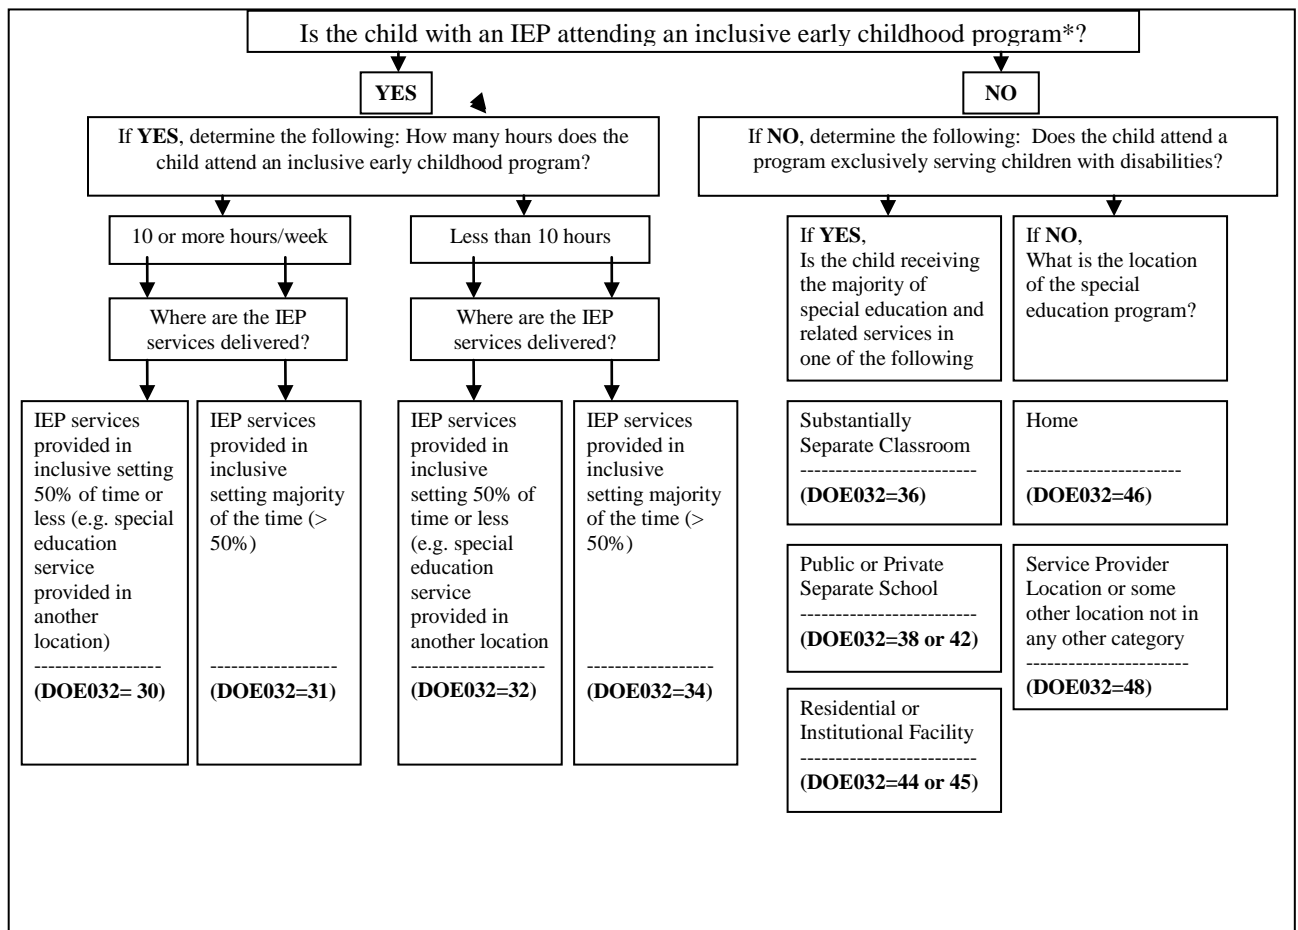 Is the child with an IEP attending an inclusive early childhood program*?
YES
NO
If YES, determine the following: How many hours does the
child attend an inclusive early childhood program?
If NO, determine the following:  Does the child attend a
program exclusively serving children with disabilities?
10 or more hours/week
Less than 10 hours
Where are the IEP
services delivered?
Where are the IEP
services delivered?
IEP services
provided in
inclusive setting
50% of time or
less (e.g. special
education
service
provided in
another
location)
------------------
(DOE032= 30)
IEP services
provided in
inclusive
setting majority
of the time (>
50%)
------------------
(DOE032=31)
IEP services
provided in
inclusive
setting 50% of
time or less
(e.g. special
education
service
provided in
another location
-------------------
(DOE032=32)
IEP services
provided in
inclusive
setting majority
of the time (>
50%)
------------------
(DOE032=34)
If YES,
Is the child receiving
the majority of
special education and
related services in
one of the following
Substantially
Separate Classroom
-------------------------
(DOE032=36)
Public or Private
Separate School
-------------------------
(DOE032=38 or 42)
Residential or
Institutional Facility
-------------------------
(DOE032=44 or 45)
If NO,
What is the location
of the special
education program?
Home
----------------------
(DOE032=46)
Service Provider
Location or some
other location not in
any other category
-----------------------
(DOE032=48)